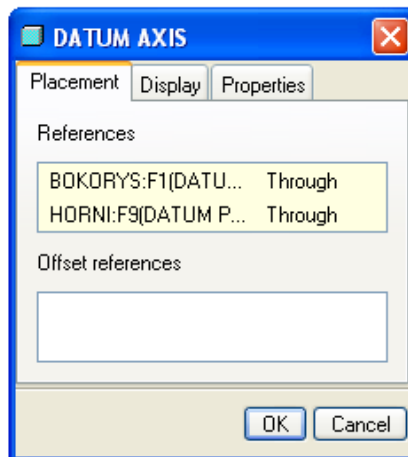 DATUM AXIS
Placement Display Properties
References
BOKORYS:F1(DATU... Through
HORNI:F9(DATUM P... Through
Offset references
OK Cancel